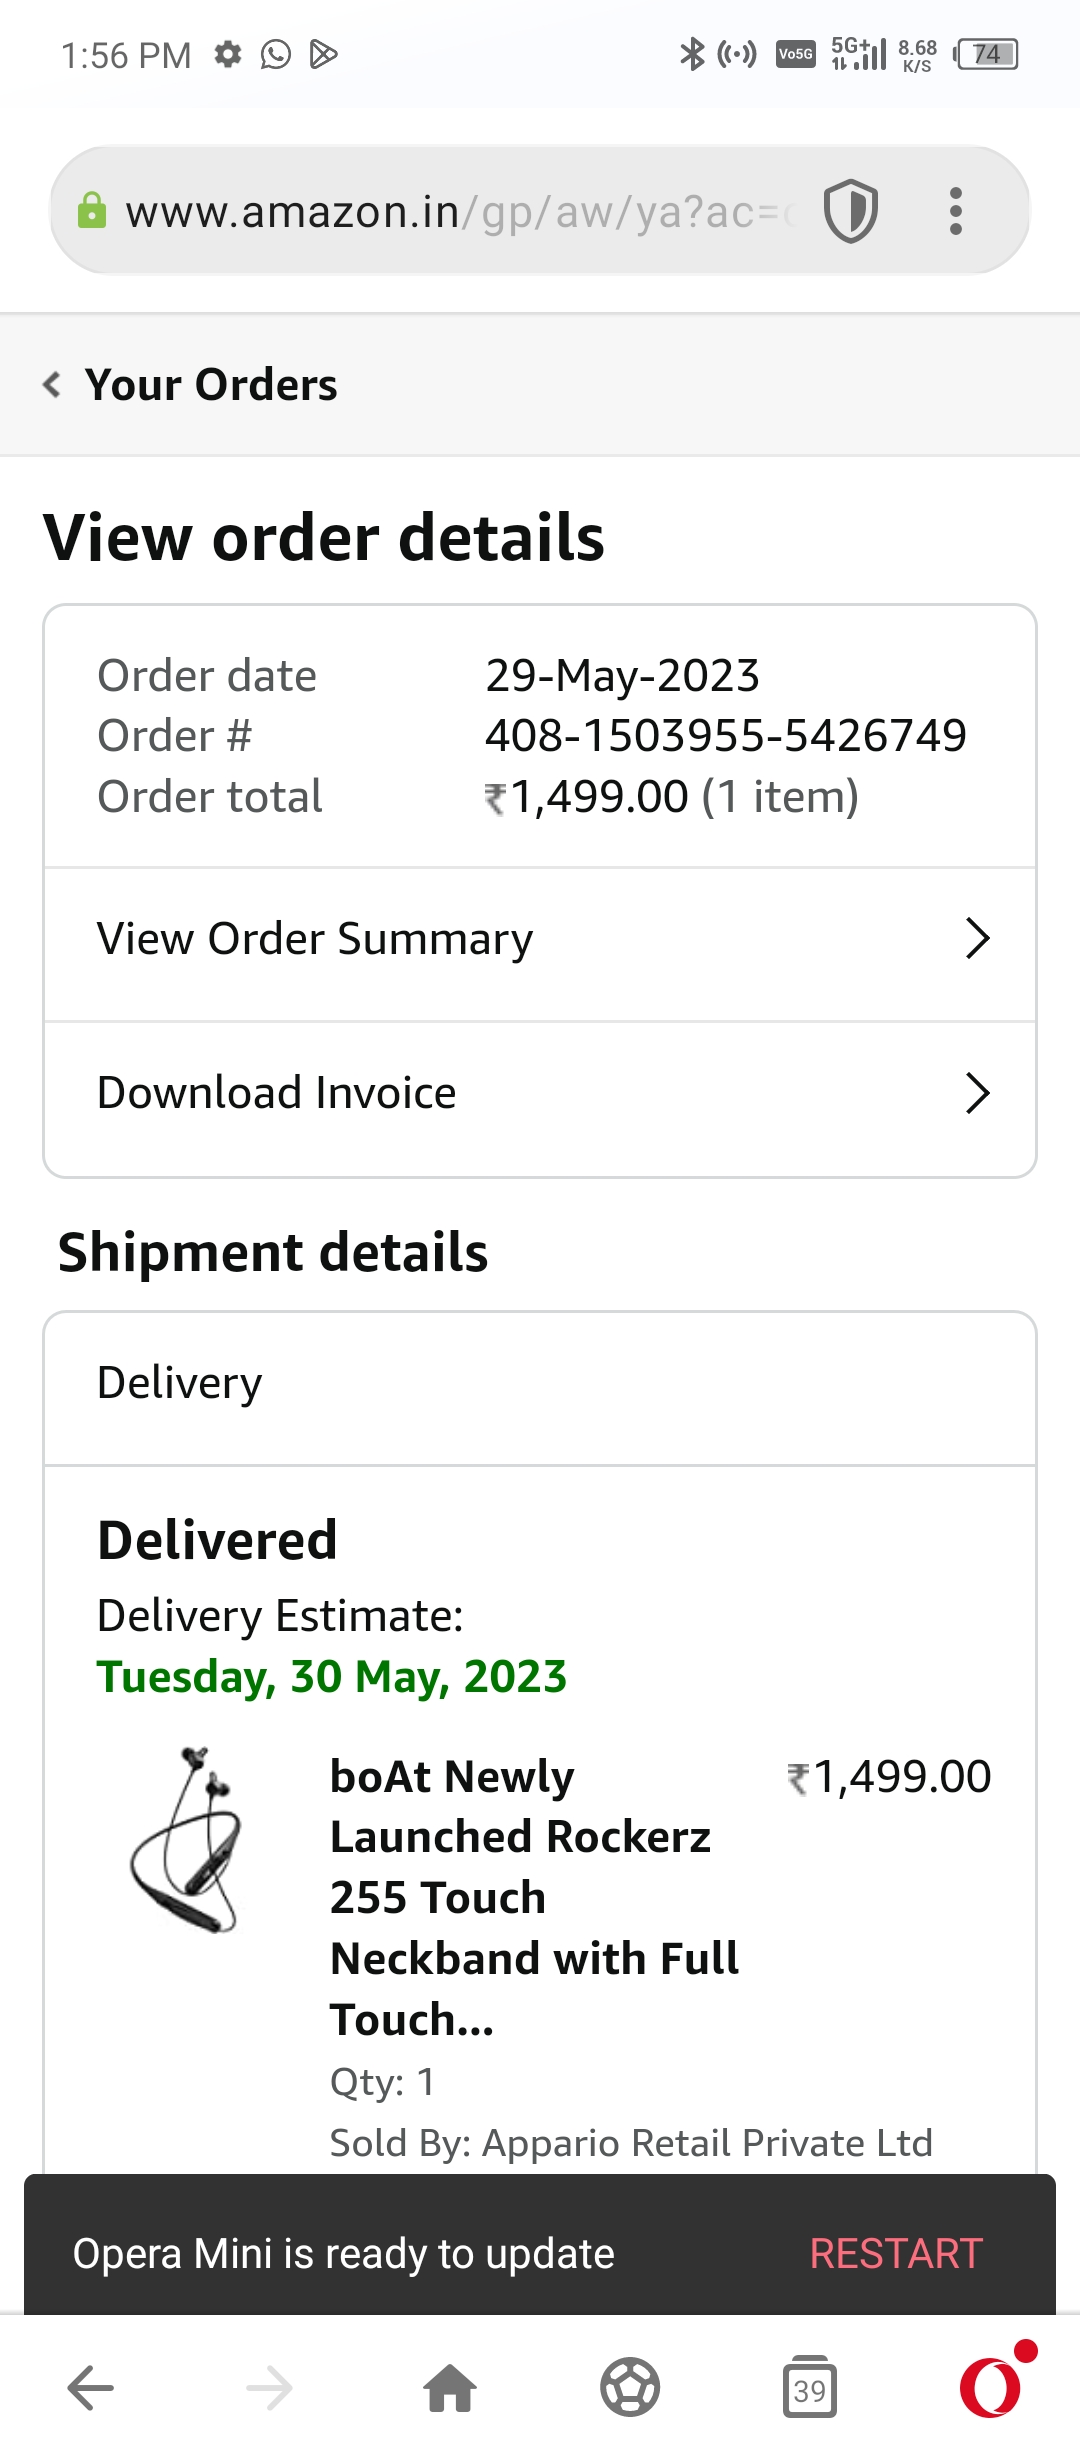 1:56 PM
Vo5G 5G+ 8.68 K/S 74
www.amazon.in/gp/aw/ya?ac=
Your Orders
View order details
Order date 29-May-2023
Order # 408-1503955-5426749
Order total ₹1,499.00 (1 item)
View Order Summary
Download Invoice
Shipment details
Delivery
Delivered
Delivery Estimate:
Tuesday, 30 May, 2023
boAt Newly ₹1,499.00
Launched Rockerz
255 Touch
Neckband with Full
Touch...
Qty: 1
Sold By: Appario Retail Private Ltd
Opera Mini is ready to update RESTART
39